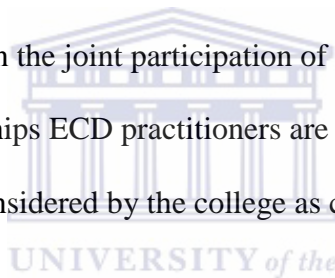 n the joint participation of
hips ECD practitioners are
nsidered by the college as c
UNIVERSITY of the